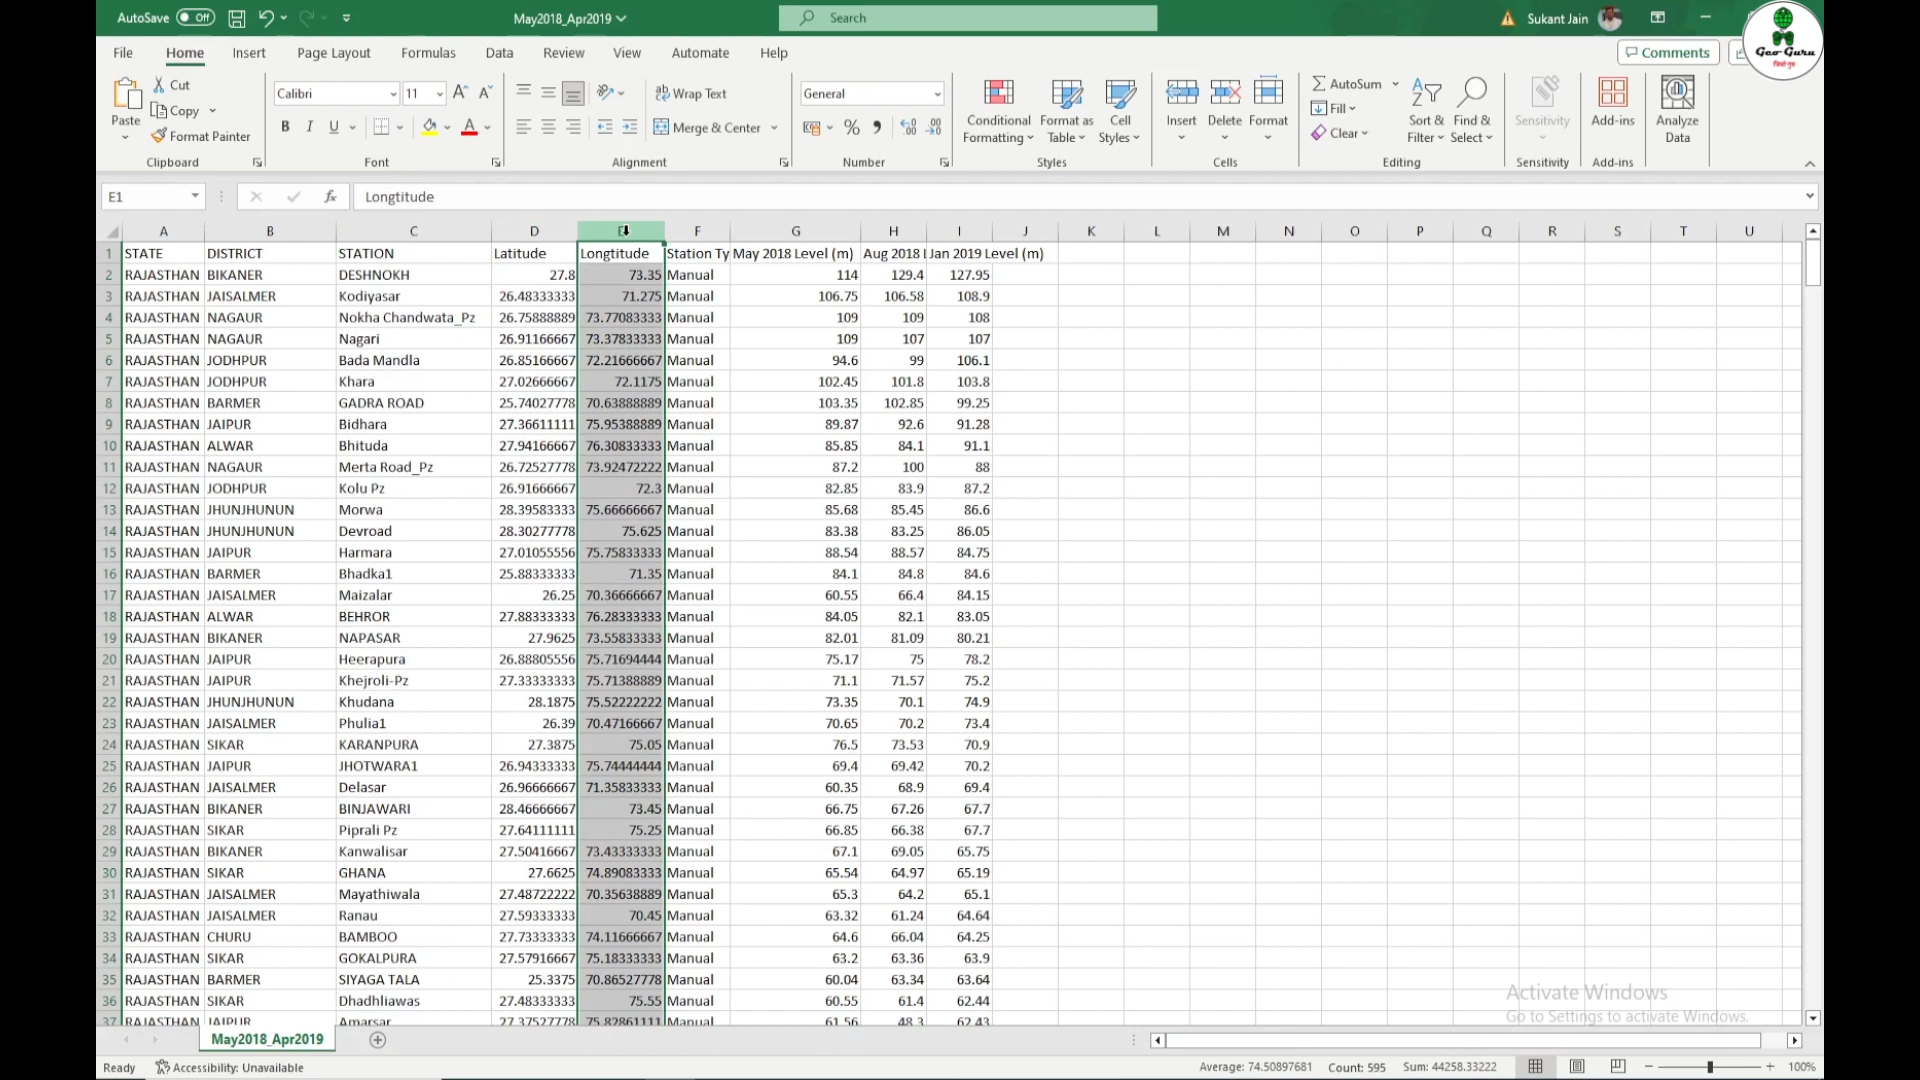 AutoSave Off May2018_Apr2019 Search Sukant Jain
Geo Guru
File Home Insert Page Layout Formulas Data Review View Automate Help Comments
Cut
Copy
Format Painter
Paste
Clipboard
Calibri 11
B I U
Font
Wrap Text
Merge & Center
Alignment
General
Number
Conditional Formatting
Format as Table
Cell Styles
Styles
Insert Delete Format
Cells
AutoSum
Fill
Clear
Sort & Filter
Find & Select
Editing
Sensitivity
Sensitivity
Add-ins
Add-ins
Analyze Data
E1 fx Longtitude
A B C D E F G H I J K L M N O P Q R S T U
1 STATE DISTRICT STATION Latitude Longtitude Station Ty May 2018 Level (m) Aug 2018 l Jan 2019 Level (m)
2 RAJASTHAN BIKANER DESHNOKH 27.8 73.35 Manual 114 129.4 127.95
3 RAJASTHAN JAISALMER Kodiyasar 26.48333333 71.275 Manual 106.75 106.58 108.9
4 RAJASTHAN NAGAUR Nokha Chandwata_Pz 26.75888889 73.77083333 Manual 109 109 108
5 RAJASTHAN NAGAUR Nagari 26.91166667 73.37833333 Manual 109 107 107
6 RAJASTHAN JODHPUR Bada Mandla 26.85166667 72.21666667 Manual 94.6 99 106.1
7 RAJASTHAN JODHPUR Khara 27.02666667 72.1175 Manual 102.45 101.8 103.8
8 RAJASTHAN BARMER GADRA ROAD 25.74027778 70.63888889 Manual 103.35 102.85 99.25
9 RAJASTHAN JAIPUR Bidhara 27.36611111 75.95388889 Manual 89.87 92.6 91.28
10 RAJASTHAN ALWAR Bhituda 27.94166667 76.30833333 Manual 85.85 84.1 91.1
11 RAJASTHAN NAGAUR Merta Road_Pz 26.72527778 73.92472222 Manual 87.2 100 88
12 RAJASTHAN JODHPUR Kolu Pz 26.91666667 72.3 Manual 82.85 83.9 87.2
13 RAJASTHAN JHUNJHUNUN Morwa 28.39583333 75.66666667 Manual 85.68 85.45 86.6
14 RAJASTHAN JHUNJHUNUN Devroad 28.30277778 75.625 Manual 83.38 83.25 86.05
15 RAJASTHAN JAIPUR Harmara 27.01055556 75.75833333 Manual 88.54 88.57 84.75
16 RAJASTHAN BARMER Bhadka1 25.88333333 71.35 Manual 84.1 84.8 84.6
17 RAJASTHAN JAISALMER Maizalar 26.25 70.36666667 Manual 60.55 66.4 84.15
18 RAJASTHAN ALWAR BEHROR 27.88333333 76.28333333 Manual 84.05 82.1 83.05
19 RAJASTHAN BIKANER NAPASAR 27.9625 73.55833333 Manual 82.01 81.09 80.21
20 RAJASTHAN JAIPUR Heerapura 26.88805556 75.71694444 Manual 75.17 75 78.2
21 RAJASTHAN JAIPUR Khejroli-Pz 27.33333333 75.71388889 Manual 71.1 71.57 75.2
22 RAJASTHAN JHUNJHUNUN Khudana 28.1875 75.52222222 Manual 73.35 70.1 74.9
23 RAJASTHAN JAISALMER Phulia1 26.39 70.47166667 Manual 70.65 70.2 73.4
24 RAJASTHAN SIKAR KARANPURA 27.3875 75.05 Manual 76.5 73.53 70.9
25 RAJASTHAN JAIPUR JHOTWARA1 26.94333333 75.74444444 Manual 69.4 69.42 70.2
26 RAJASTHAN JAISALMER Delasar 26.96666667 71.35833333 Manual 60.35 68.9 69.4
27 RAJASTHAN BIKANER BINJAWARI 28.46666667 73.45 Manual 66.75 67.26 67.7
28 RAJASTHAN SIKAR Piprali Pz 27.64111111 75.25 Manual 66.85 66.38 67.7
29 RAJASTHAN BIKANER Kanwalisar 27.50416667 73.43333333 Manual 67.1 69.05 65.75
30 RAJASTHAN SIKAR GHANA 27.6625 74.89083333 Manual 65.54 64.97 65.19
31 RAJASTHAN JAISALMER Mayathiwala 27.48722222 70.35638889 Manual 65.3 64.2 65.1
32 RAJASTHAN JAISALMER Ranau 27.59333333 70.45 Manual 63.32 61.24 64.64
33 RAJASTHAN CHURU BAMBOO 27.73333333 74.11666667 Manual 64.6 66.04 64.25
34 RAJASTHAN SIKAR GOKALPURA 27.57916667 75.18333333 Manual 63.2 63.36 63.9
35 RAJASTHAN BARMER SIYAGA TALA 25.3375 70.86527778 Manual 60.04 63.34 63.64
36 RAJASTHAN SIKAR Dhadhliawas 27.48333333 75.55 Manual 60.55 61.4 62.44
37 RAJASTHAN JAIPUR Amarsar 27.37527778 75.82861111 Manual 61.56 48.3 62.43
Activate Windows
Go to Settings to activate Windows.
May2018_Apr2019
Ready Accessibility: Unavailable Average: 74.50897681 Count: 595 Sum: 44258.33222 100%